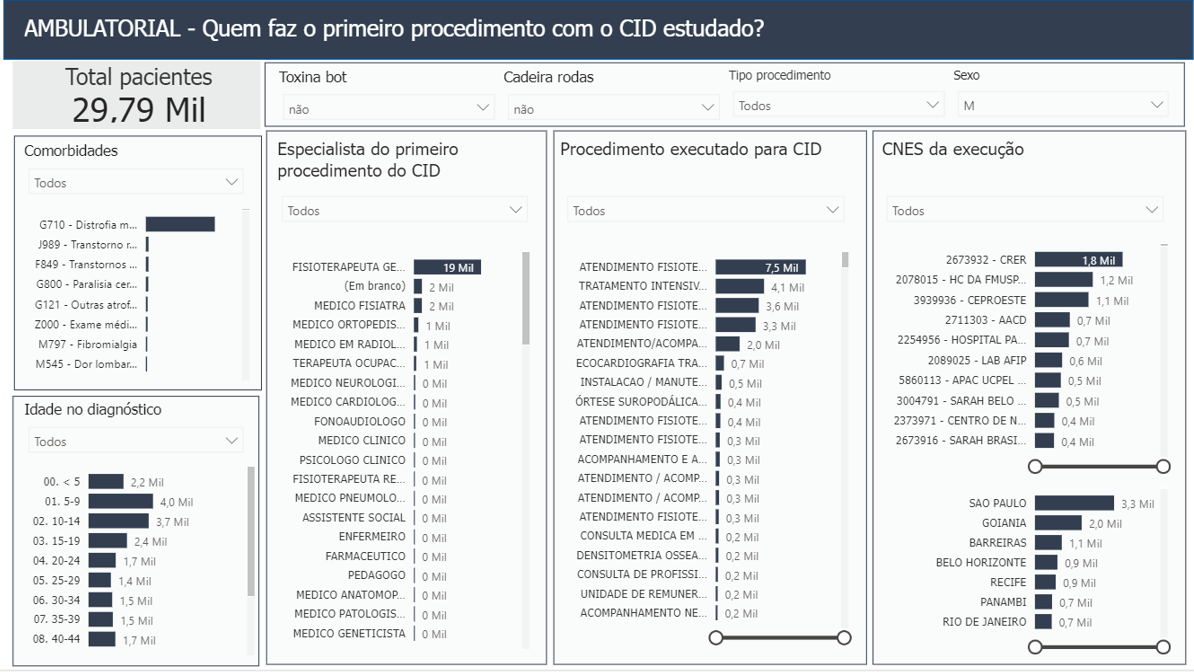 AMBULATORIAL - Quem faz o primeiro procedimento com o CID estudado?
Total pacientes
29,79 Mil
Toxina bot
não
Cadeira rodas
não
Tipo procedimento
Todos
Sexo
M
Comorbidades
Todos
G710 - Distrofia m...
J989 - Transtorno r...
F849 - Transtornos ...
G800 - Paralisia cer...
G121 - Outras atrof...
Z000 - Exame médi...
M797 - Fibromialgia
M545 - Dor lombar...
Idade no diagnóstico
Todos
00. < 5 2,2 Mil
01. 5-9 4,0 Mil
02. 10-14 3,7 Mil
03. 15-19 2,4 Mil
04. 20-24 1,7 Mil
05. 25-29 1,4 Mil
06. 30-34 1,5 Mil
07. 35-39 1,5 Mil
08. 40-44 1,7 Mil
Especialista do primeiro
procedimento do CID
Todos
FISIOTERAPEUTA GE... 19 Mil
(Em branco) 2 Mil
MEDICO FISIATRA 2 Mil
MEDICO ORTOPEDIS... 1 Mil
MEDICO EM RADIOL... 1 Mil
TERAPEUTA OCUPAC... 1 Mil
MEDICO NEUROLOGI... 0 Mil
MEDICO CARDIOLOG... 0 Mil
FONOAUDIOLOGO 0 Mil
MEDICO CLINICO 0 Mil
PSICOLOGO CLINICO 0 Mil
FISIOTERAPEUTA RE... 0 Mil
MEDICO PNEUMOLO... 0 Mil
ASSISTENTE SOCIAL 0 Mil
ENFERMEIRO 0 Mil
FARMACEUTICO 0 Mil
PEDAGOGO 0 Mil
MEDICO ANATOMOP... 0 Mil
MEDICO PATOLOGIS... 0 Mil
MEDICO GENETICISTA 0 Mil
Procedimento executado para CID
Todos
ATENDIMENTO FISIOTE... 7,5 Mil
TRATAMENTO INTENSIV... 4,1 Mil
ATENDIMENTO FISIOTE... 3,6 Mil
ATENDIMENTO FISIOTE... 3,3 Mil
ATENDIMENTO/ACOMPA... 2,0 Mil
ECOCARDIOGRAFIA TRA... 0,7 Mil
INSTALACAO / MANUTE... 0,5 Mil
ÓRTESE SUROPODÁLICA... 0,4 Mil
ATENDIMENTO FISIOTE... 0,4 Mil
ATENDIMENTO FISIOTE... 0,3 Mil
ACOMPANHAMENTO E A... 0,3 Mil
ATENDIMENTO / ACOMP... 0,3 Mil
ATENDIMENTO / ACOMP... 0,3 Mil
ATENDIMENTO FISIOTE... 0,3 Mil
CONSULTA MEDICA EM ... 0,2 Mil
DENSITOMETRIA OSSEA... 0,2 Mil
CONSULTA DE PROFISSI... 0,2 Mil
UNIDADE DE REMUNER... 0,2 Mil
ACOMPANHAMENTO NE... 0,2 Mil
CNES da execução
Todos
2673932 - CRER 1,8 Mil
2078015 - HC DA FMUSP... 1,2 Mil
3939936 - CEPROESTE 1,1 Mil
2711303 - AACD 0,7 Mil
2254956 - HOSPITAL PA... 0,7 Mil
2089025 - LAB AFIP 0,6 Mil
5860113 - APAC UCPEL ... 0,5 Mil
3004791 - SARAH BELO ... 0,5 Mil
2373971 - CENTRO DE N... 0,4 Mil
2673916 - SARAH BRASI... 0,4 Mil
SAO PAULO 3,3 Mil
GOIANIA 2,0 Mil
BARREIRAS 1,1 Mil
BELO HORIZONTE 0,9 Mil
RECIFE 0,9 Mil
PANAMBI 0,7 Mil
RIO DE JANEIRO 0,7 Mil